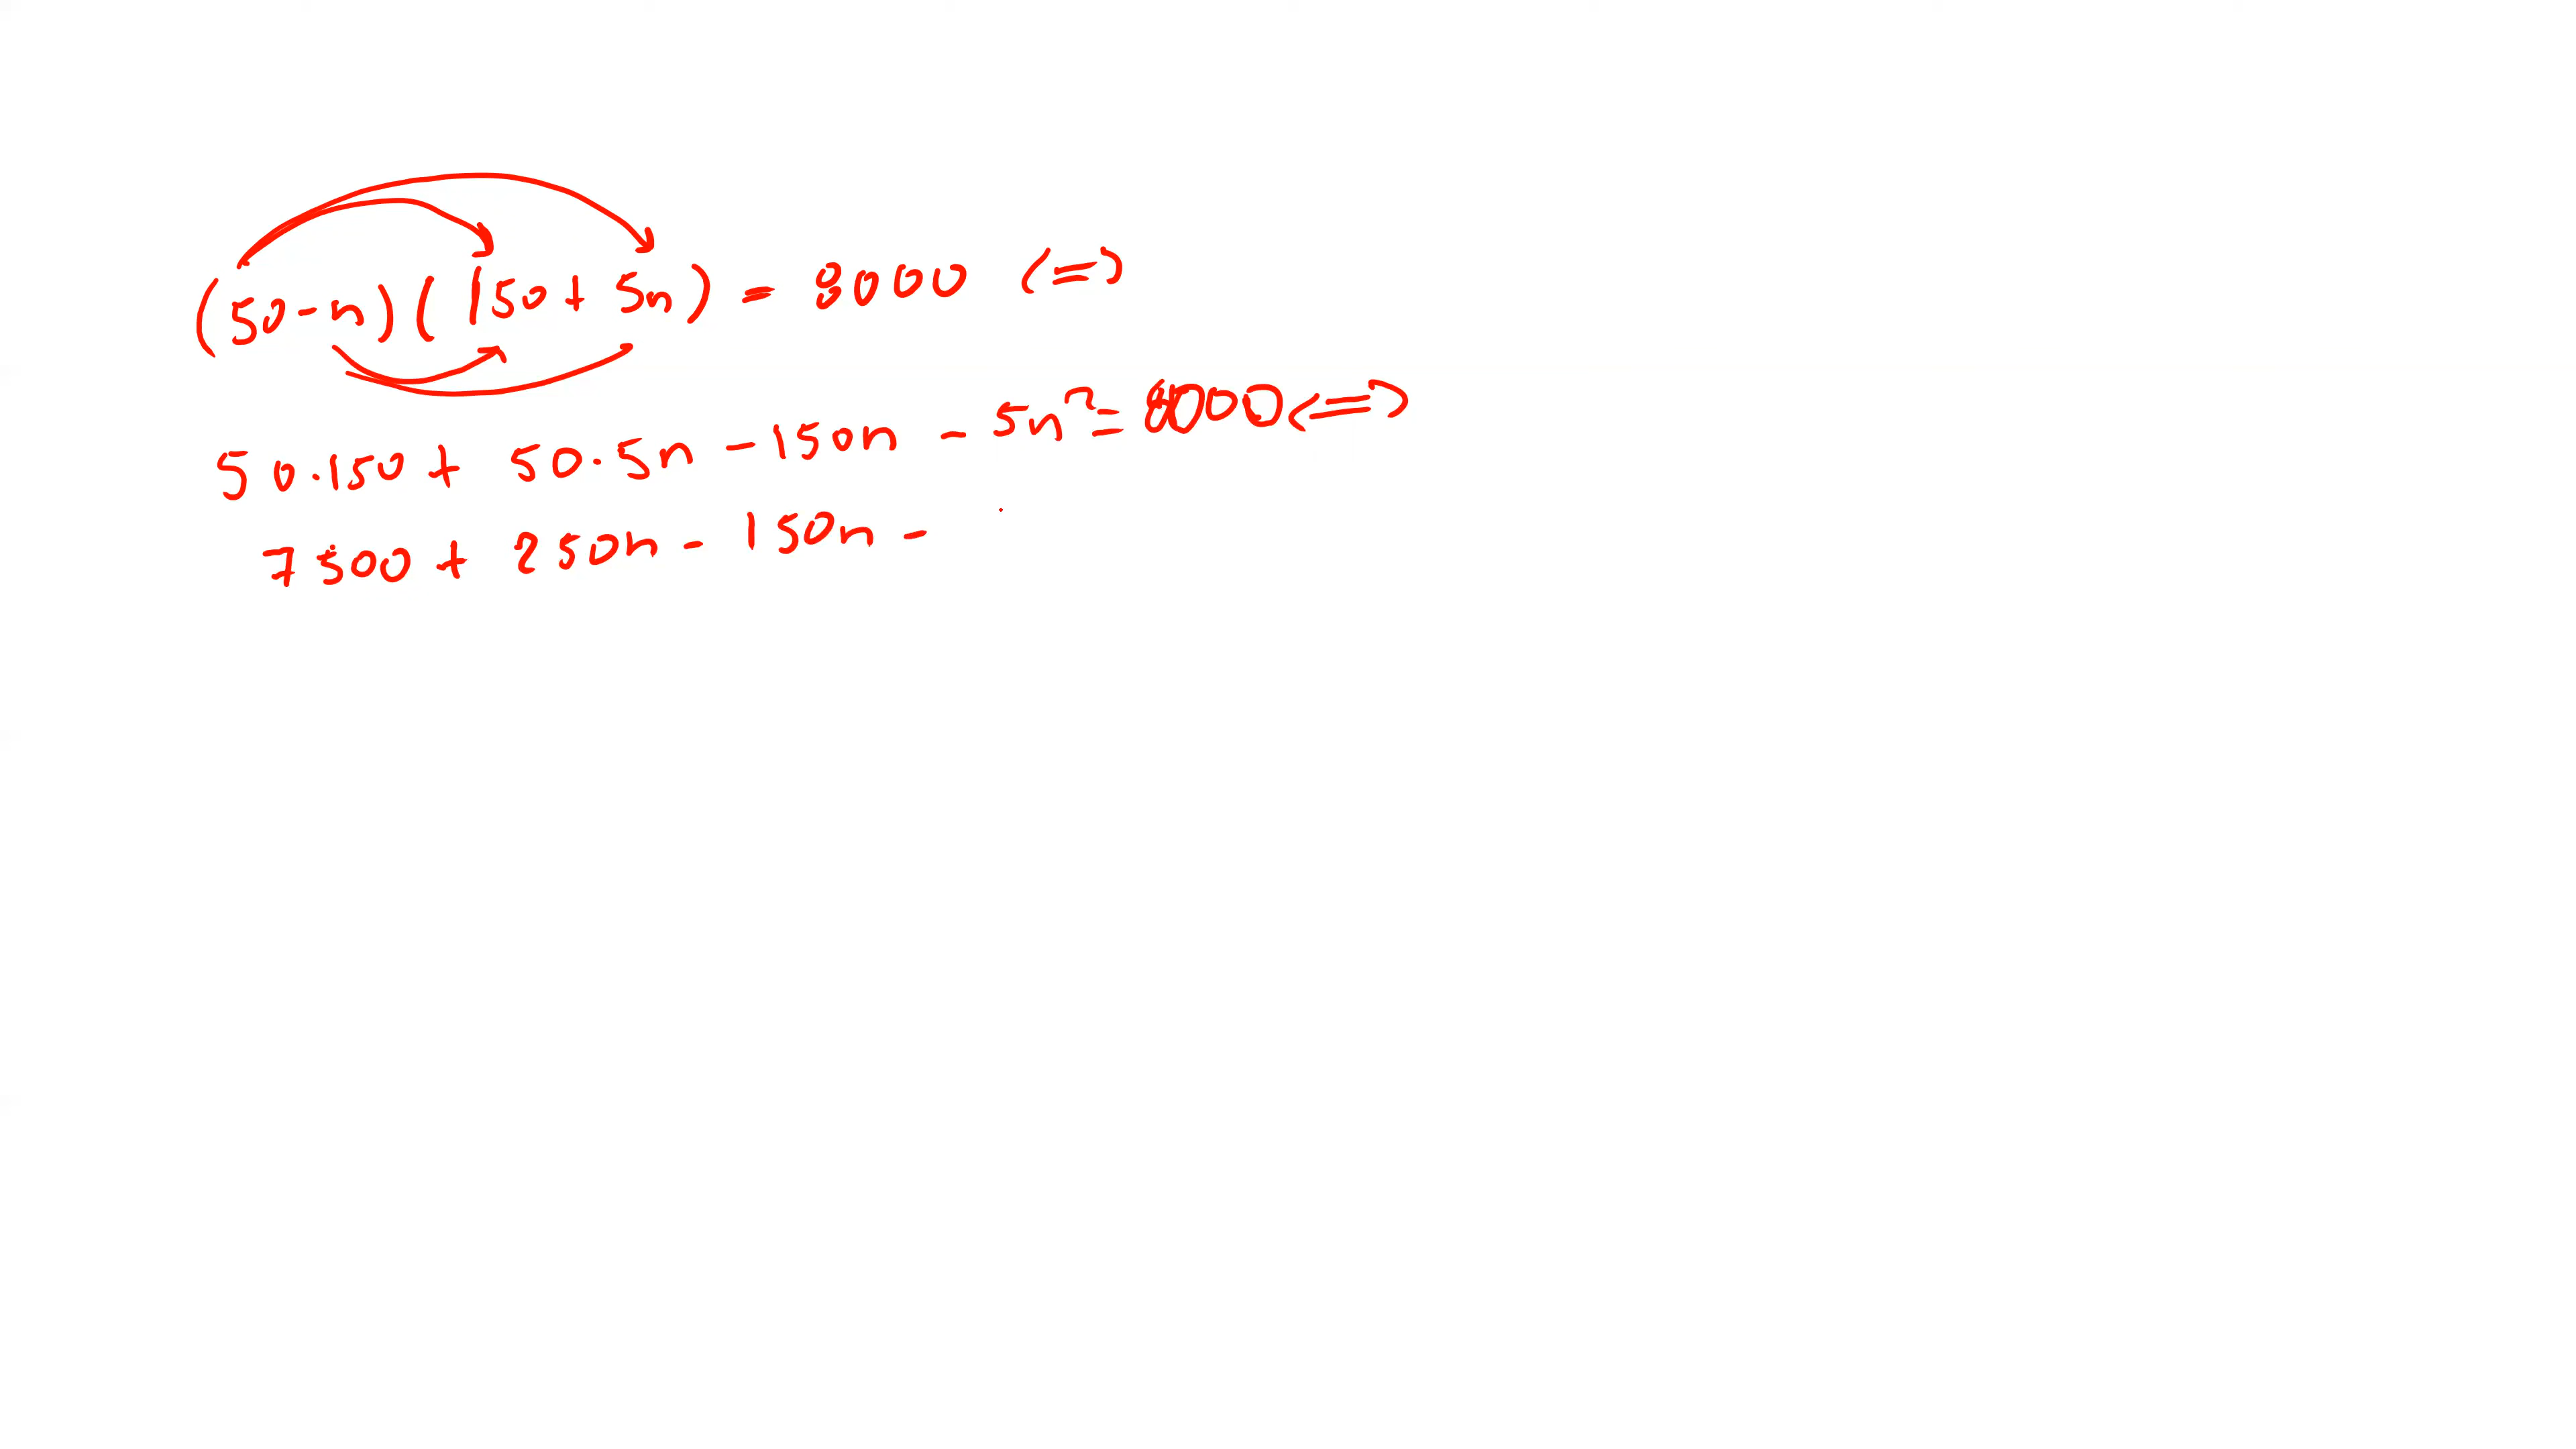 (50-n)(150+5n) = 8000 <=>
50·150 + 50·5n - 150n - 5n² = 8000 <=>
7500 + 250n - 150n -